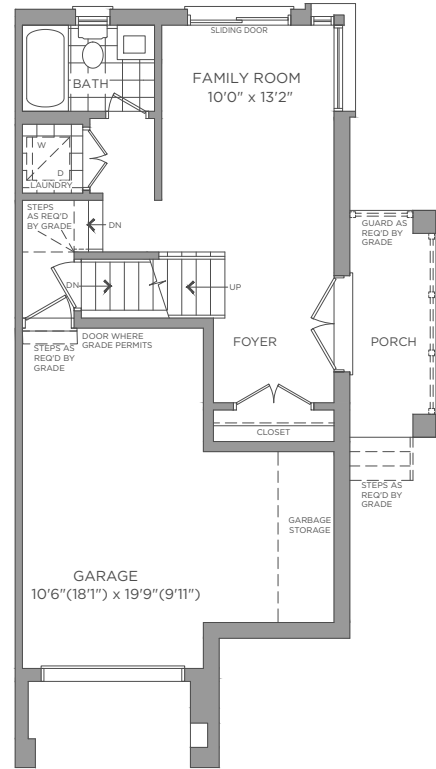 SLIDING DOOR
FAMILY ROOM
10'0" x 13'2"
BATH
W
D
LAUNDRY
STEPS
AS REQ'D
BY GRADE
DN
GUARD AS
REQ'D BY
GRADE
DN
UP
DOOR WHERE
GRADE PERMITS
STEPS AS
REQ'D BY
GRADE
FOYER
PORCH
CLOSET
STEPS AS
REQ'D BY
GRADE
GARBAGE
STORAGE
GARAGE
10'6"(18'1") x 19'9"(9'11")